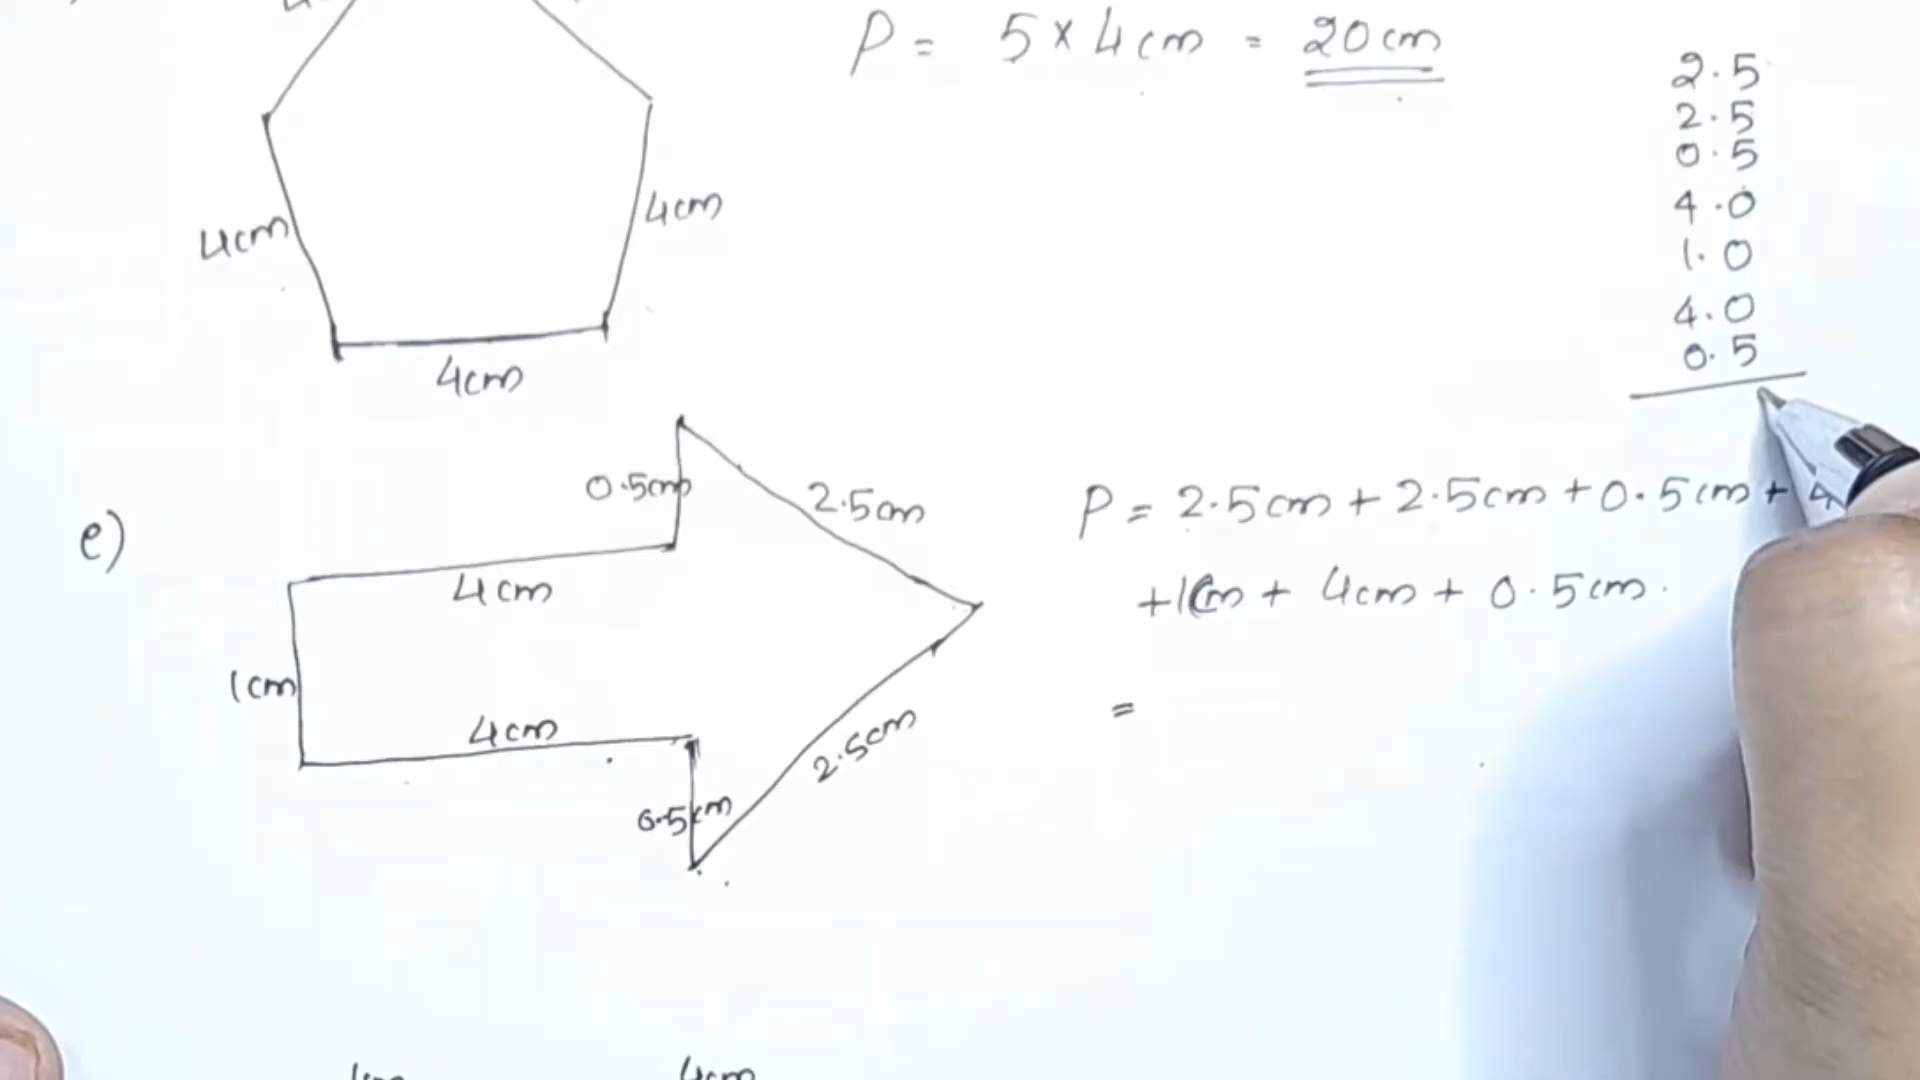 P = 5 × 4cm = 20cm
4cm
4cm
4cm
2.5
2.5
0.5
4.0
1.0
4.0
0.5
e)
0.5cm
2.5cm
4cm
1cm
4cm
2.5cm
0.5cm
P = 2.5cm + 2.5cm + 0.5cm + 4
+1cm + 4cm + 0.5cm.
=
4cm